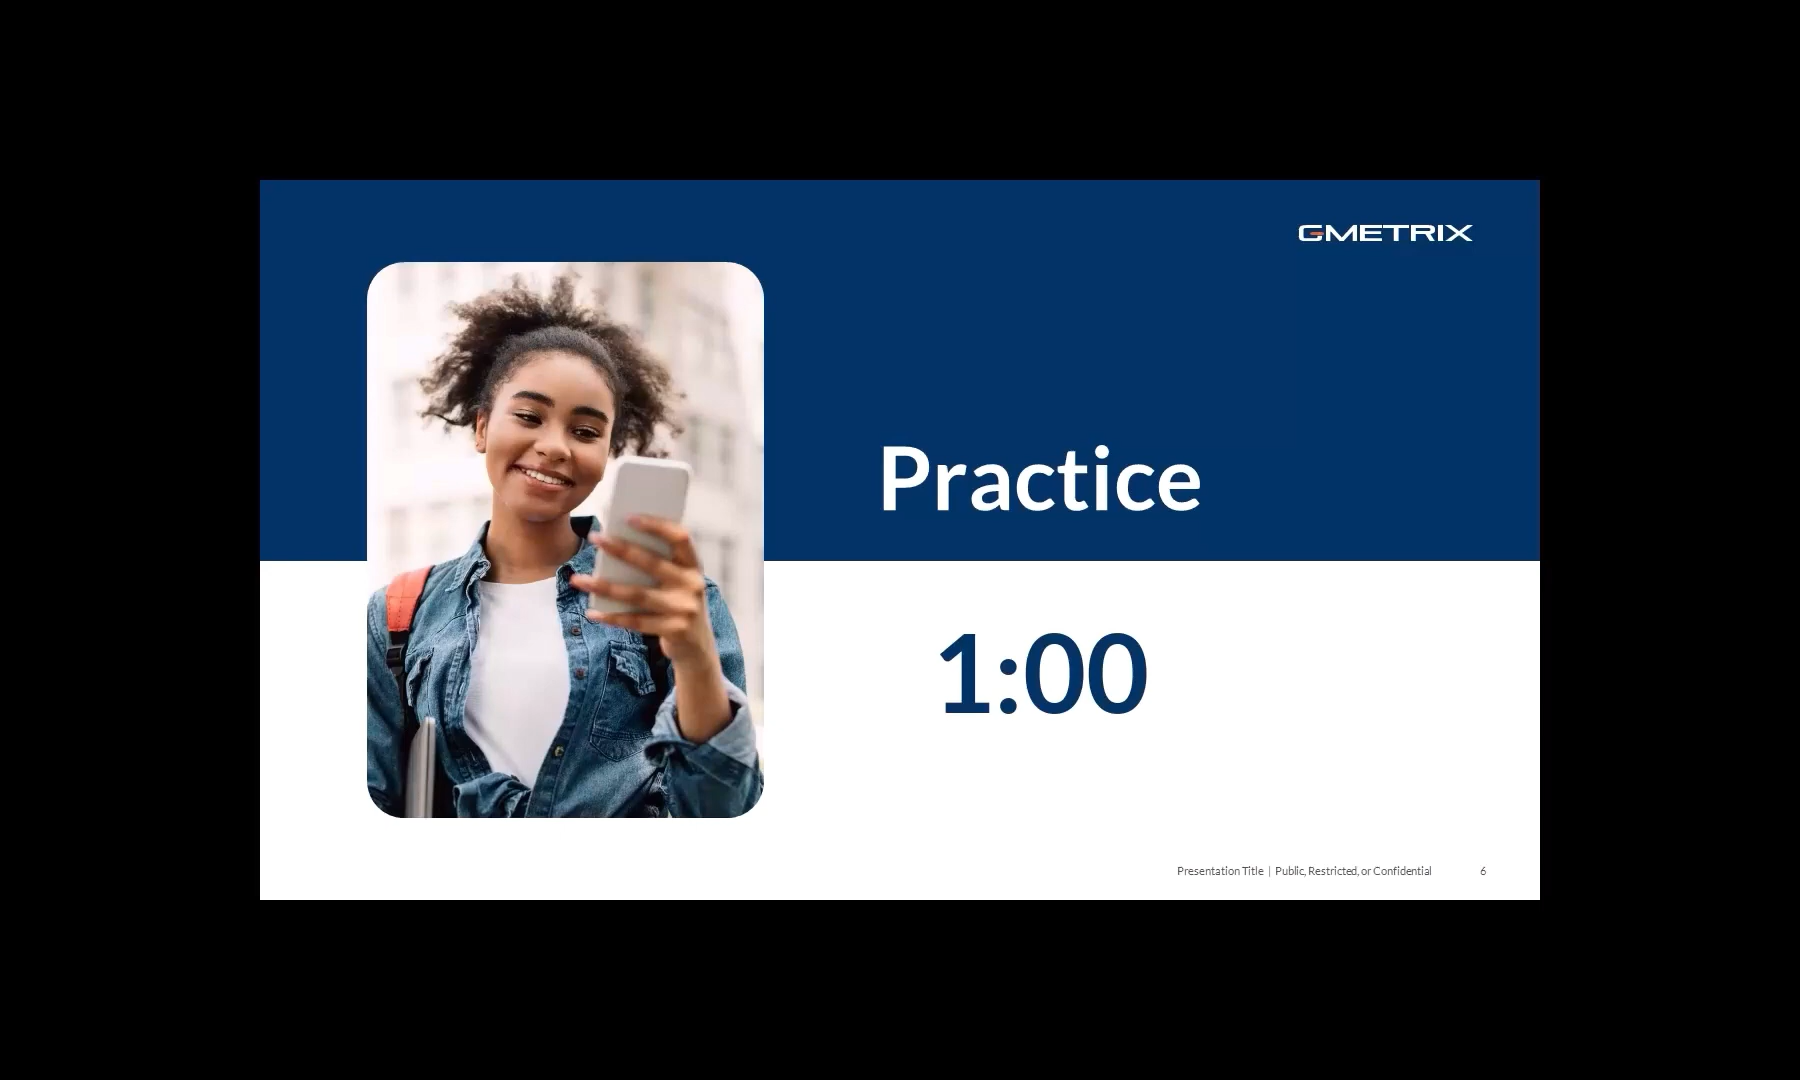 GMETRIX
Practice
1:00
Presentation Title | Public, Restricted, or Confidential 6